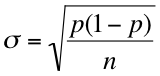 σ = √(p(1 − p)/n)